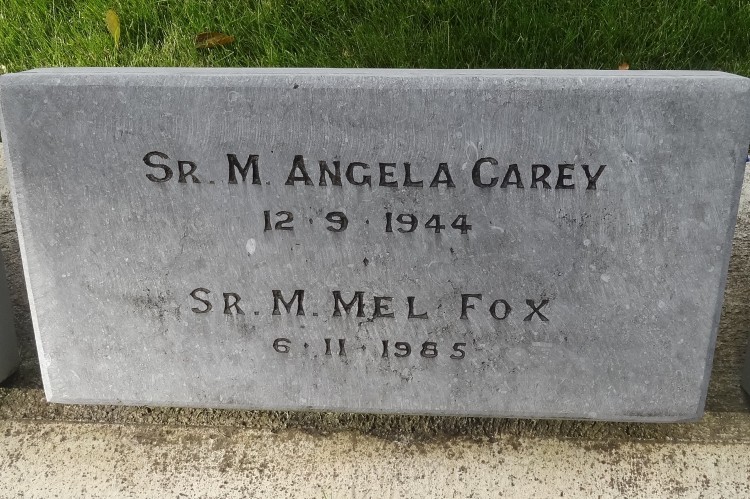 SR. M. ANGELA CAREY
12·9·1944
SR. M. MEL FOX
6·11·1985